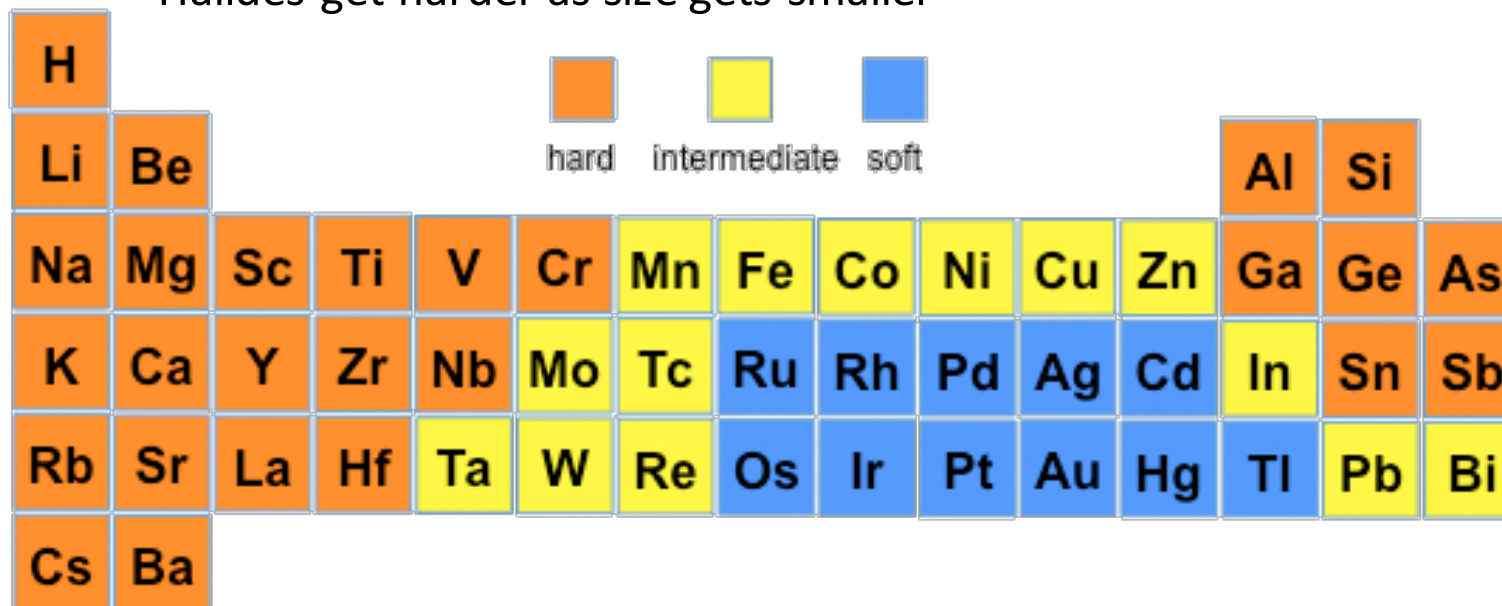 Halides get harder as size gets smaller
H
hard intermediate soft
Li Be Al Si
Na Mg Sc Ti V Cr Mn Fe Co Ni Cu Zn Ga Ge As
K Ca Y Zr Nb Mo Tc Ru Rh Pd Ag Cd In Sn Sb
Rb Sr La Hf Ta W Re Os Ir Pt Au Hg Tl Pb Bi
Cs Ba